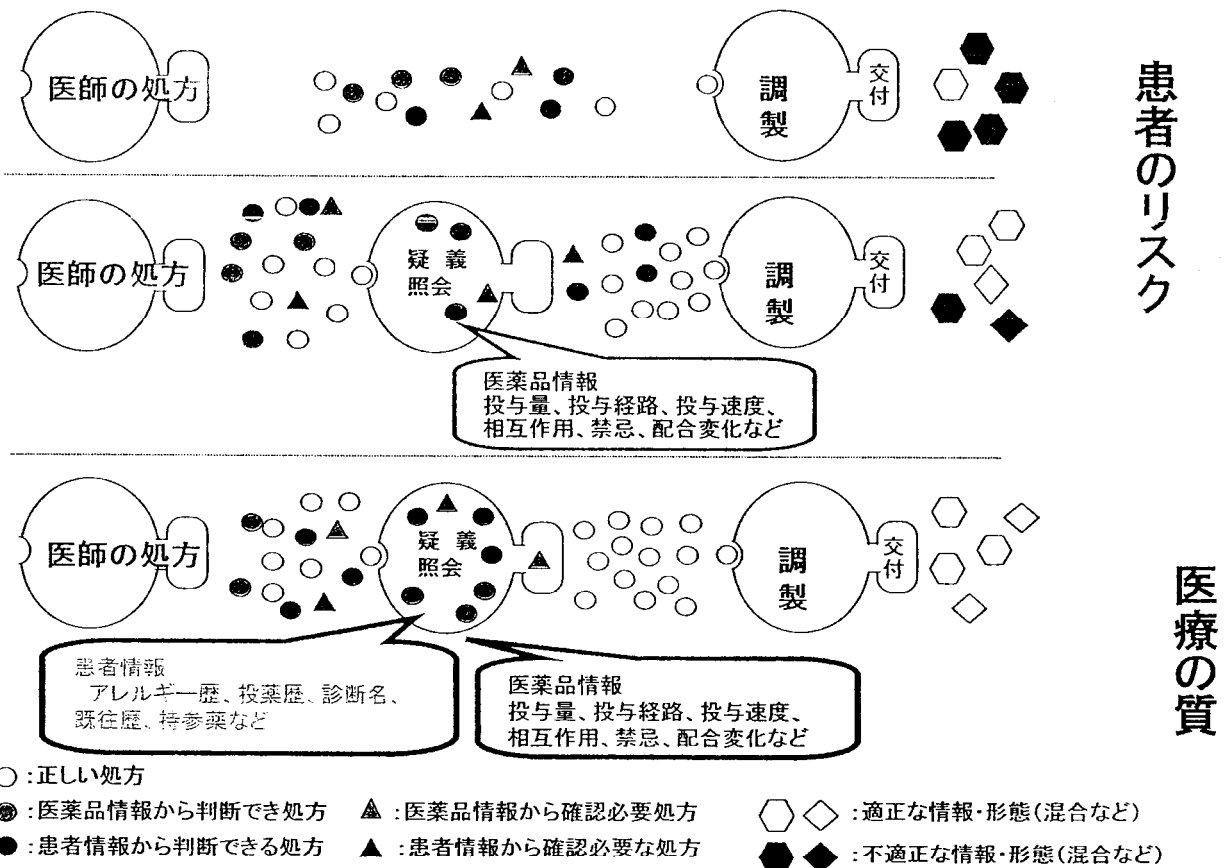 医師の処方
調製
交付
患者のリスク
医師の処方
疑義
照会
調製
交付
医薬品情報
投与量、投与経路、投与速度、
相互作用、禁忌、配合変化など
医師の処方
疑義
照会
調製
交付
医療の質
患者情報
アレルギー歴、投薬歴、診断名、
既往歴、持参薬など
医薬品情報
投与量、投与経路、投与速度、
相互作用、禁忌、配合変化など
:正しい処方
:医薬品情報から判断でき処方
:医薬品情報から確認必要処方
:適正な情報・形態(混合など)
:患者情報から判断できる処方
:患者情報から確認必要な処方
:不適正な情報・形態(混合など)